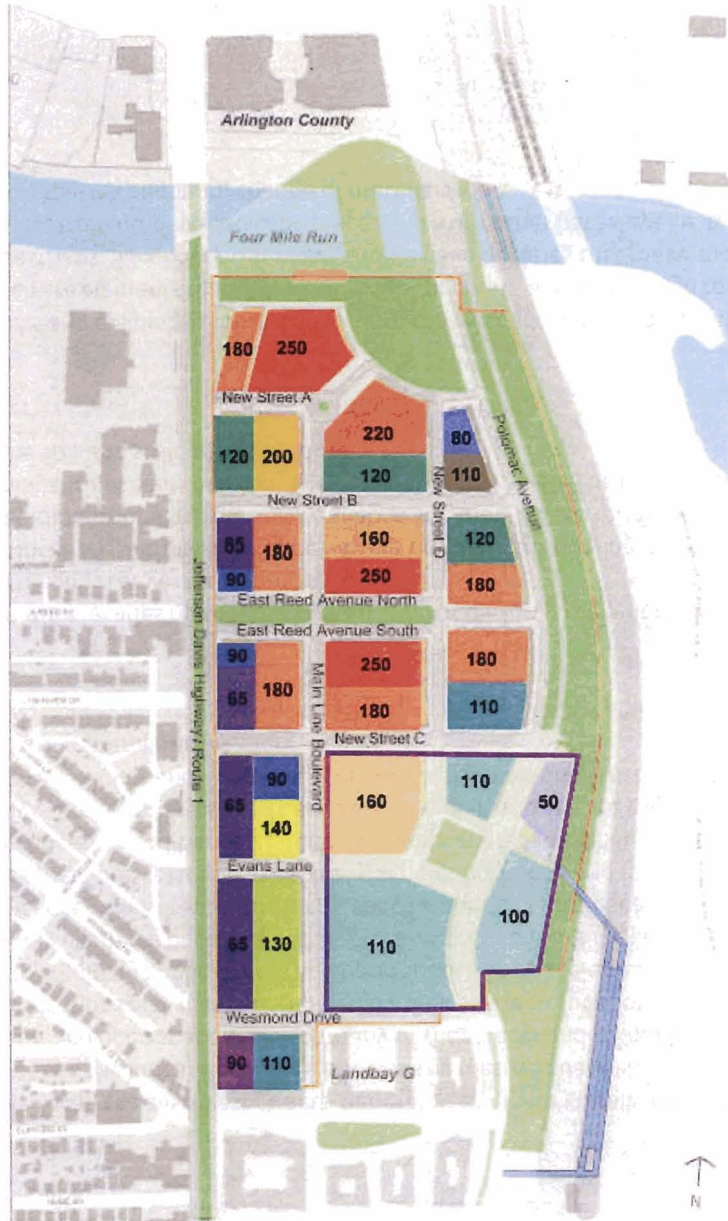 Arlington County
Four Mile Run
180
250
New Street A
220
80
120
200
120
110
New Street B
Potomac Avenue
New Street D
65
180
160
120
90
250
180
East Reed Avenue North
East Reed Avenue South
90
250
180
65
180
180
110
Jefferson Davis Highway/ Route 1
Main Line Boulevard
New Street C
90
110
65
160
50
140
Evans Lane
65
130
110
100
Wesmond Drive
90
110
Landbay G
N